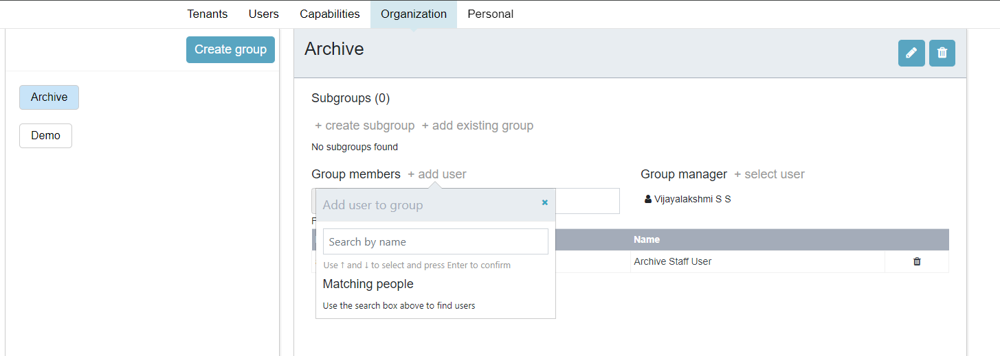 Tenants Users Capabilities Organization Personal
Create group
Archive
Demo
Archive
Subgroups (0)
+ create subgroup + add existing group
No subgroups found
Group members + add user
Group manager + select user
Vijayalakshmi S S
Add user to group
Search by name
Use ↑ and ↓ to select and press Enter to confirm
Matching people
Use the search box above to find users
Name
Archive Staff User